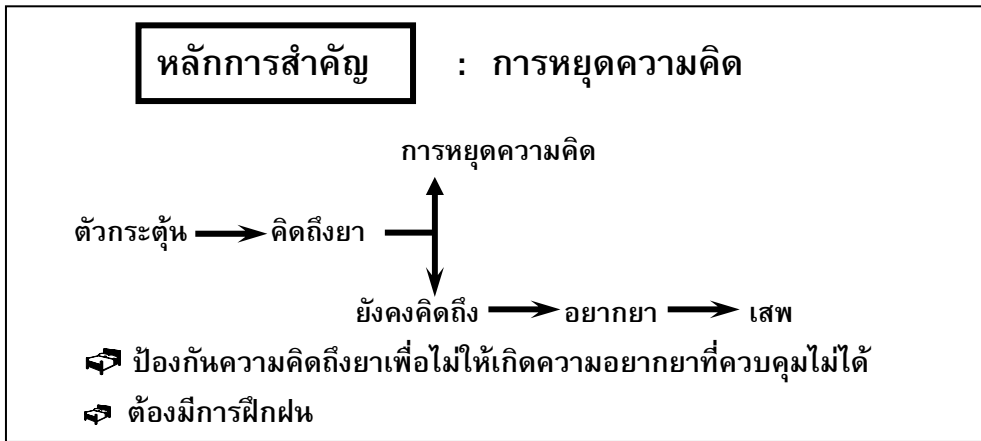 หลักการสำคัญ : การหยุดความคิด
การหยุดความคิด
ตัวกระตุ้น คิดถึงยา
ยังคงคิดถึง อยากยา เสพ
ป้องกันความคิดถึงยาเพื่อไม่ให้เกิดความอยากยาที่ควบคุมไม่ได้
ต้องมีการฝึกฝน